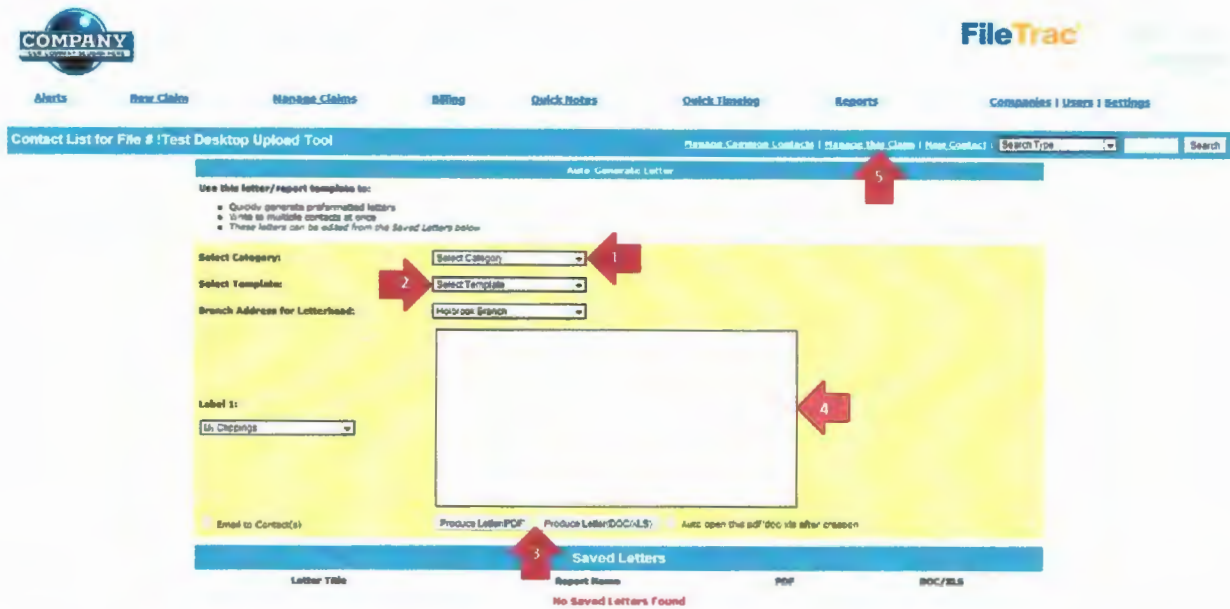 COMPANY
FileTrac
Alerts New Claim Manage Claims Billing Quick Notes Quick Timelog Reports Companies | Users | Settings
Contact List for File # !Test Desktop Upload Tool Manage Common Contacts | Manage this Claim | New Contact | Search Type Search
Auto Generate Letter
5
Use this letter/report template to:
Quickly generate preformatted letters
Write to multiple contacts at once
These letters can be edited from the Saved Letters below
Select Category: Select Category 1
Select Template: 2 Select Template
Branch Address for Letterhead: Holbrook Branch
4
Label 1:
My Clippings
Email to Contact(s) Produce Letter(PDF) Produce Letter(DOC/XLS) Auto open this pdf/doc/xls after creation
3
Saved Letters
Letter Title Report Name PDF DOC/XLS
No Saved Letters Found